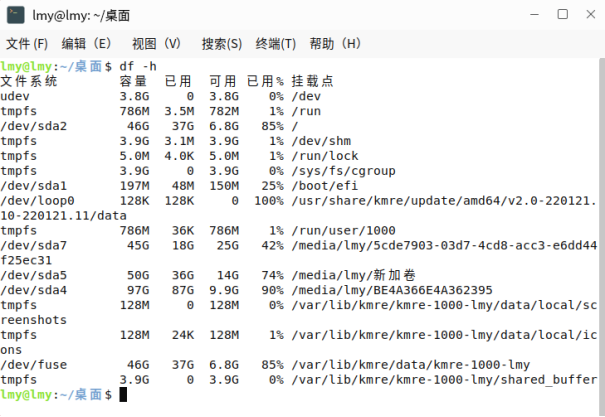 lmy@lmy: ~/桌面
文件(F) 编辑(E) 视图(V) 搜索(S) 终端(T) 帮助(H)
lmy@lmy:~/桌面$ df -h
文件系统 容量 已用 可用 已用% 挂载点
udev 3.8G 0 3.8G 0% /dev
tmpfs 786M 3.5M 782M 1% /run
/dev/sda2 46G 37G 6.8G 85% /
tmpfs 3.9G 3.1M 3.9G 1% /dev/shm
tmpfs 5.0M 4.0K 5.0M 1% /run/lock
tmpfs 3.9G 0 3.9G 0% /sys/fs/cgroup
/dev/sda1 197M 48M 150M 25% /boot/efi
/dev/loop0 128K 128K 0 100% /usr/share/kmre/update/amd64/v2.0-220121.
10-220121.11/data
tmpfs 786M 36K 786M 1% /run/user/1000
/dev/sda7 45G 18G 25G 42% /media/lmy/5cde7903-03d7-4cd8-acc3-e6dd44
f25ec31
/dev/sda5 50G 36G 14G 74% /media/lmy/新加卷
/dev/sda4 97G 87G 9.9G 90% /media/lmy/BE4A366E4A362395
tmpfs 128M 0 128M 0% /var/lib/kmre/kmre-1000-lmy/data/local/sc
reenshots
tmpfs 128M 24K 128M 1% /var/lib/kmre/kmre-1000-lmy/data/local/ic
ons
/dev/fuse 46G 37G 6.8G 85% /var/lib/kmre/data/kmre-1000-lmy
tmpfs 3.9G 0 3.9G 0% /var/lib/kmre/kmre-1000-lmy/shared_buffer
lmy@lmy:~/桌面$